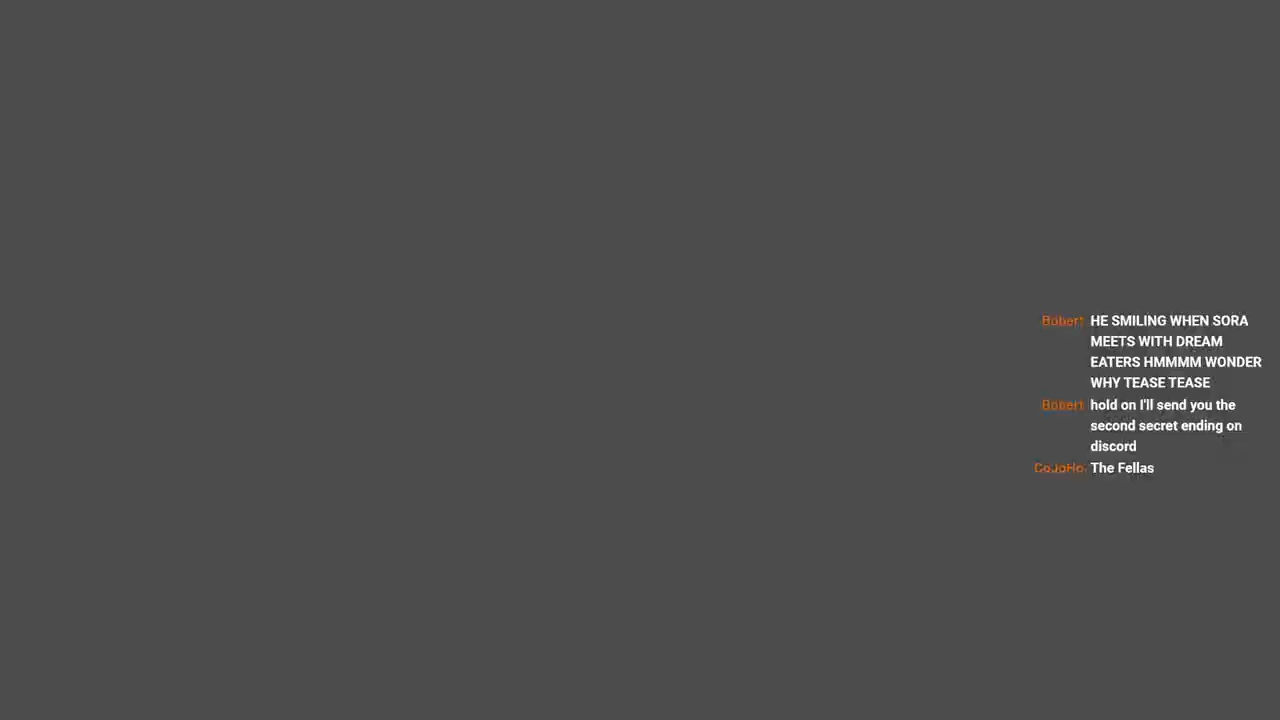 Bobert HE SMILING WHEN SORA
MEETS WITH DREAM
EATERS HMMMM WONDER
WHY TEASE TEASE
Bobert hold on I'll send you the
second secret ending on
discord
CoJoHo The Fellas